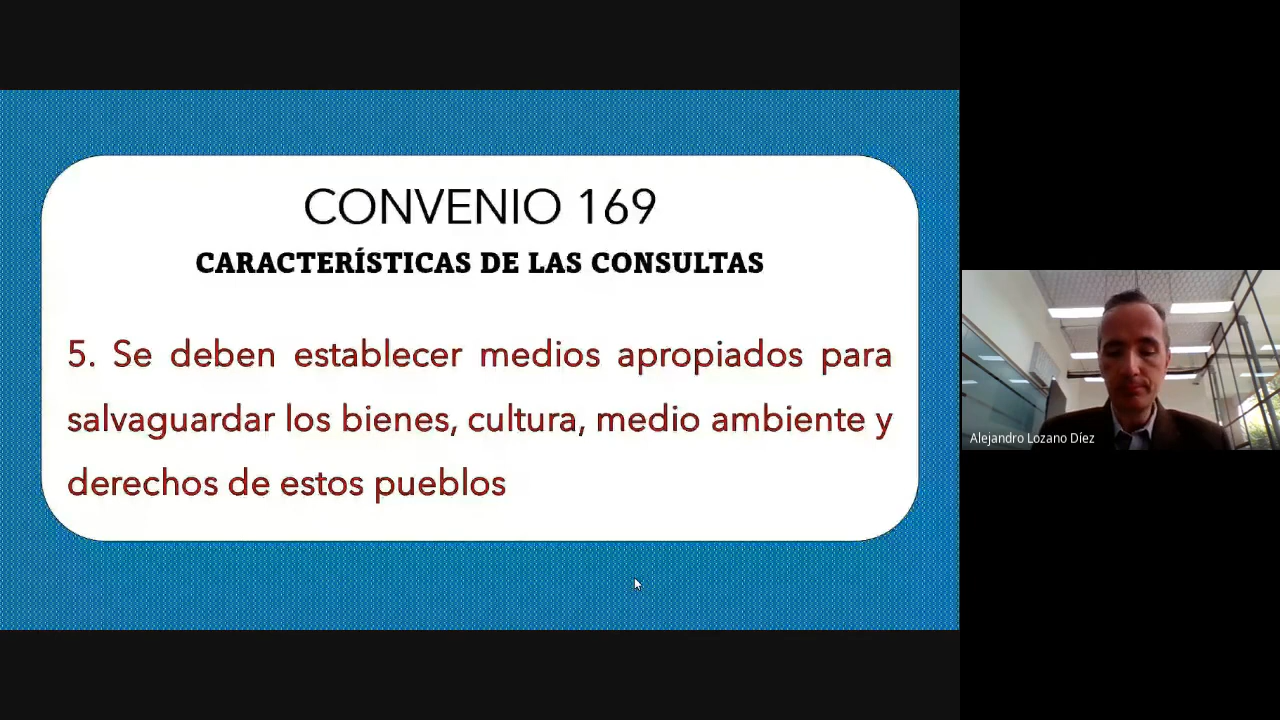 CONVENIO 169
CARACTERÍSTICAS DE LAS CONSULTAS
5. Se deben establecer medios apropiados para
salvaguardar los bienes, cultura, medio ambiente y
derechos de estos pueblos
Alejandro Lozano Díez